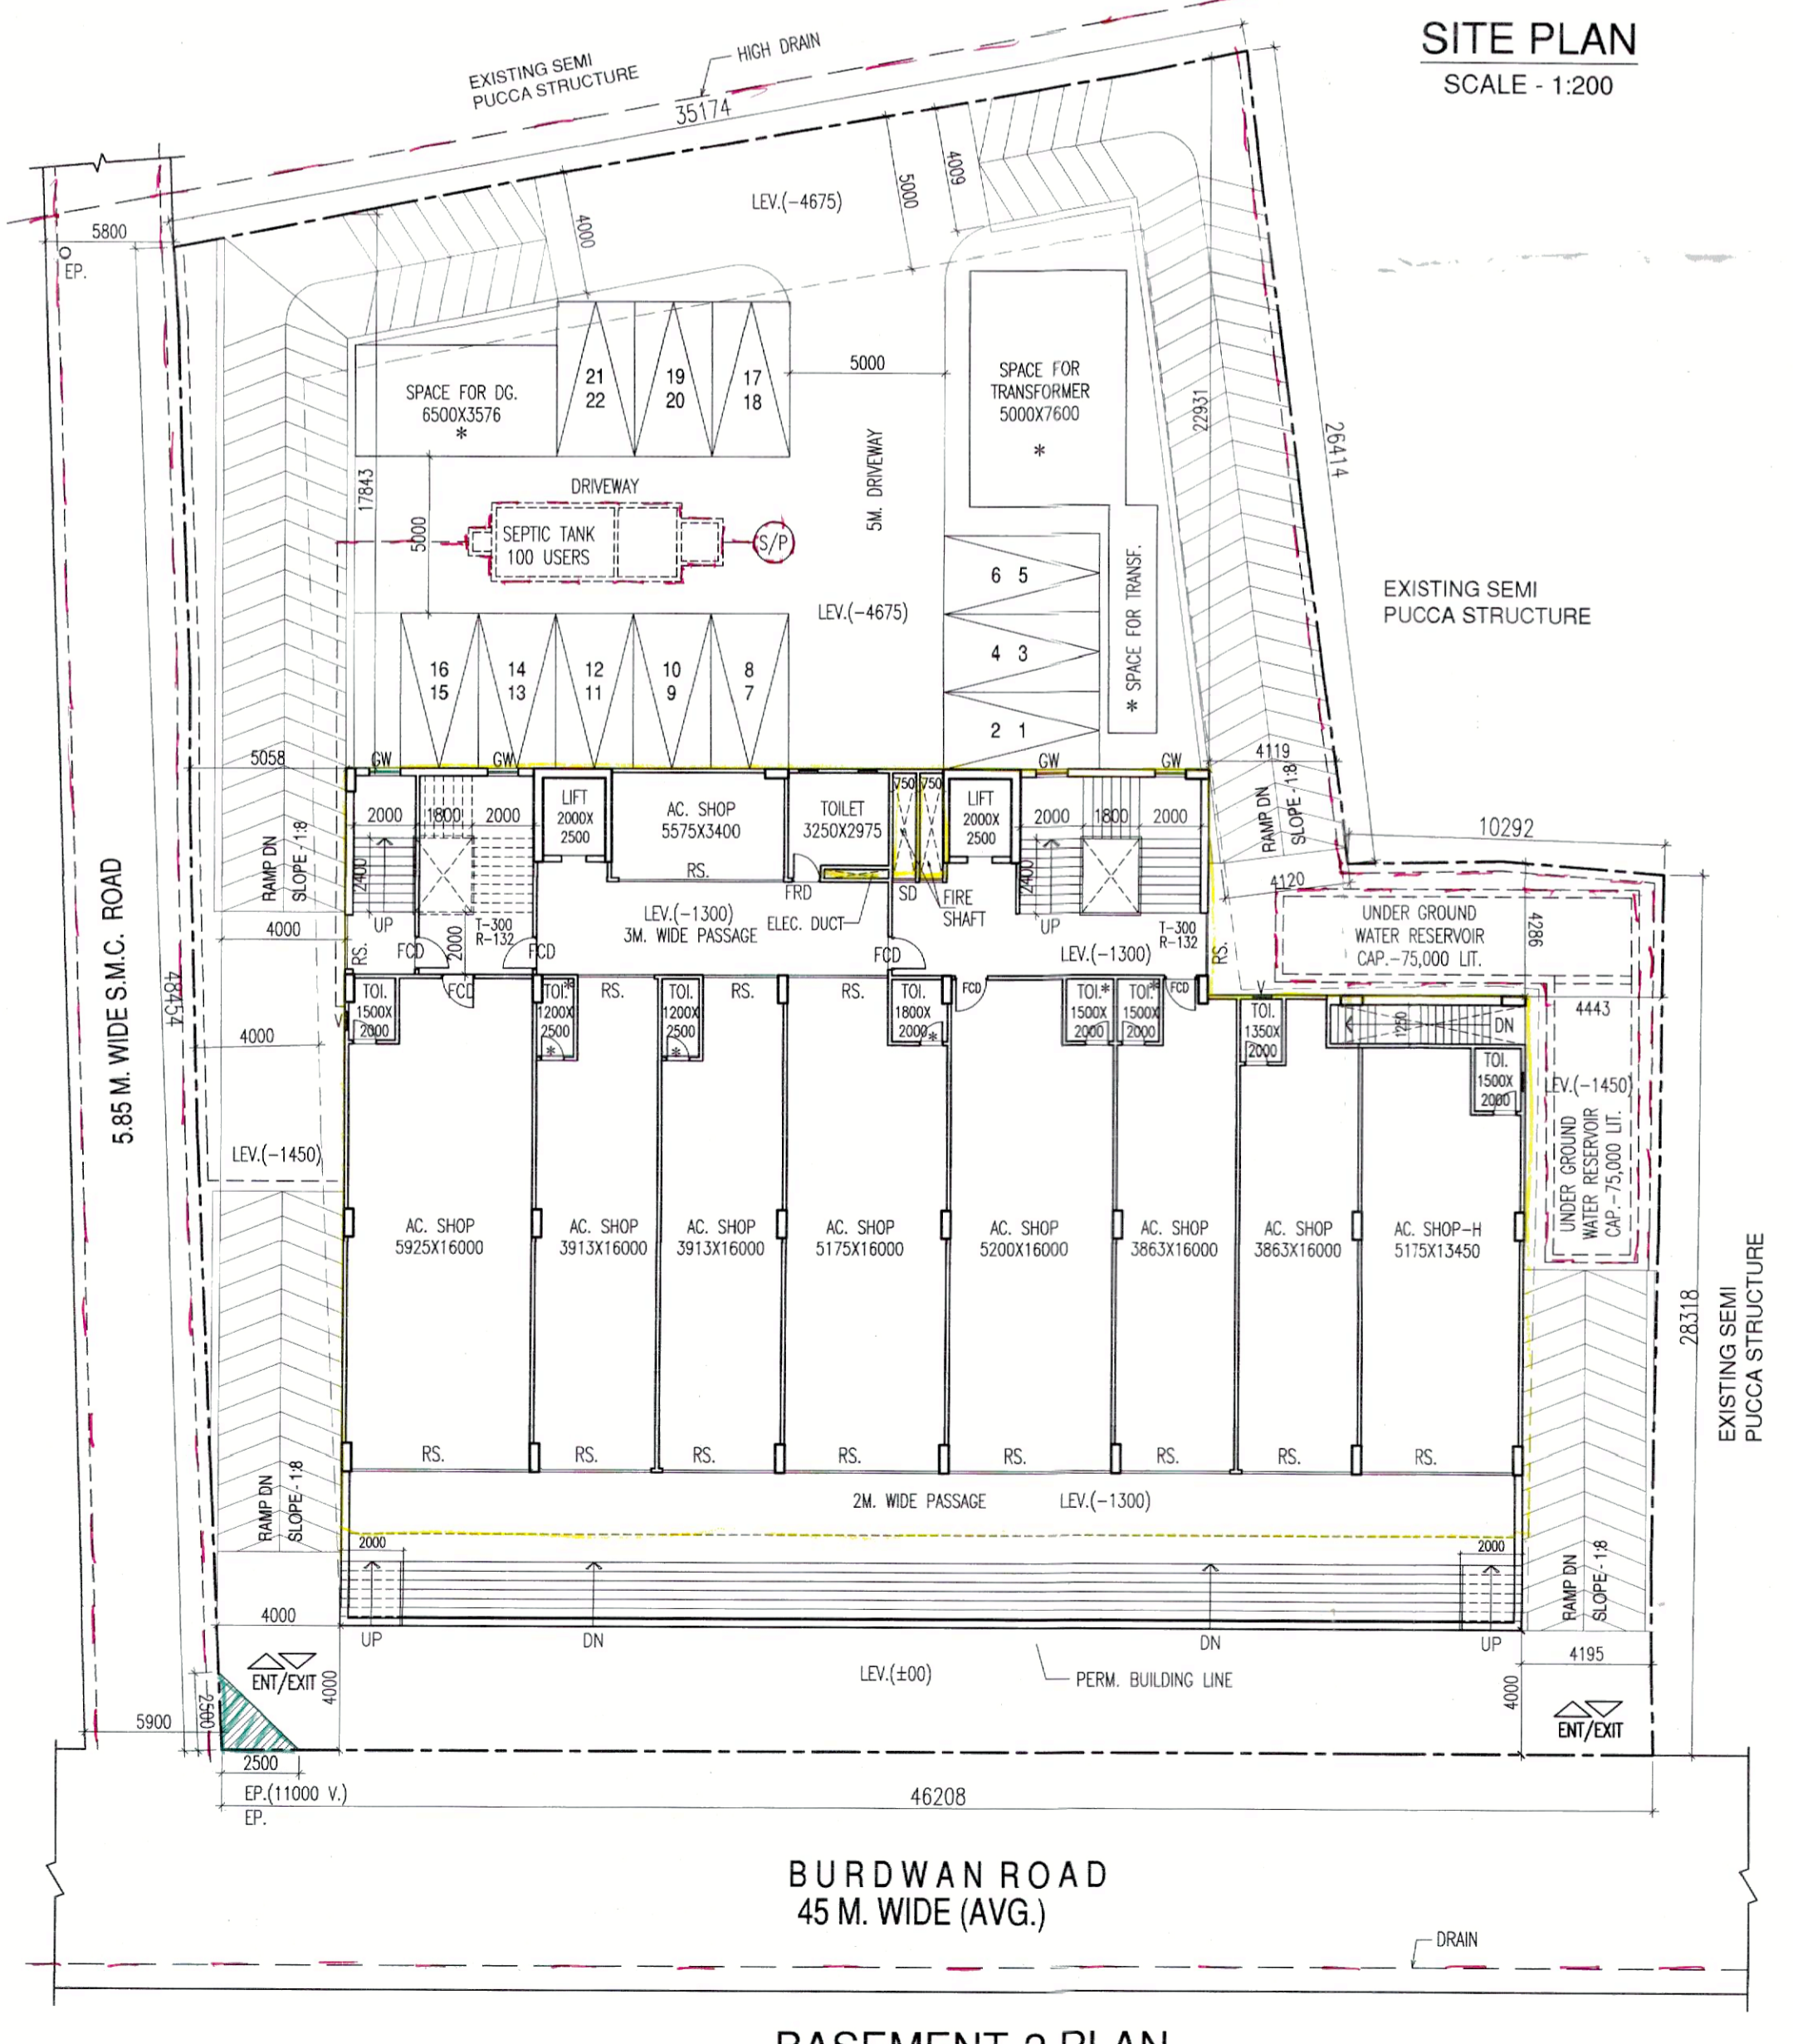 SITE PLAN
SCALE - 1:200
EXISTING SEMI
PUCCA STRUCTURE
HIGH DRAIN
35174
5800
EP.
4000
LEV.(-4675)
5000
4009
SPACE FOR DG.
6500X3576
*
21
22
19
20
17
18
5000
SPACE FOR
TRANSFORMER
5000X7600
*
22931
26414
17843
5000
DRIVEWAY
SEPTIC TANK
100 USERS
S/P
5M. DRIVEWAY
LEV.(-4675)
6 5
4 3
2 1
* SPACE FOR TRANSF.
EXISTING SEMI
PUCCA STRUCTURE
16
15
14
13
12
11
10
9
8
7
5058
GW
GW
GW
GW
4119
RAMP DN
SLOPE - 1:8
2000
1800
2000
LIFT
2000X
2500
AC. SHOP
5575X3400
RS.
TOILET
3250X2975
750
750
LIFT
2000X
2500
2000
1800
2000
RAMP DN
SLOPE - 1:8
10292
2400
UP
2000
T-300
R-132
FRD
SD
FIRE
SHAFT
ELEC. DUCT
LEV.(-1300)
3M. WIDE PASSAGE
2400
UP
T-300
R-132
LEV.(-1300)
4120
UNDER GROUND
WATER RESERVOIR
CAP.-75,000 LIT.
4286
4000
RS.
FCD
FCD
FCD
FCD
FCD
FCD
RS.
V
48454
5.85 M. WIDE S.M.C. ROAD
4000
V
TOI.
1500X
2000
TOI.*
1200X
2500
*
RS.
TOI.
1200X
2500
*
RS.
RS.
TOI.
1800X
2000*
TOI.*
1500X
2000
TOI.*
1500X
2000
TOI.
1350X
2000
1250
DN
TOI.
1500X
2000
4443
LEV.(-1450)
UNDER GROUND
WATER RESERVOIR
CAP.-75,000 LIT.
LEV.(-1450)
AC. SHOP
5925X16000
AC. SHOP
3913X16000
AC. SHOP
3913X16000
AC. SHOP
5175X16000
AC. SHOP
5200X16000
AC. SHOP
3863X16000
AC. SHOP
3863X16000
AC. SHOP-H
5175X13450
28318
EXISTING SEMI
PUCCA STRUCTURE
RAMP DN
SLOPE - 1:8
RS.
RS.
RS.
RS.
RS.
RS.
RS.
RS.
2M. WIDE PASSAGE
LEV.(-1300)
2000
2000
RAMP DN
SLOPE - 1:8
4000
UP
DN
DN
UP
ENT/EXIT
4000
LEV.(±00)
PERM. BUILDING LINE
4195
4000
ENT/EXIT
5900
2500
2500
EP.(11000 V.)
EP.
46208
BURDWAN ROAD
45 M. WIDE (AVG.)
DRAIN
BASEMENT-2 PLAN